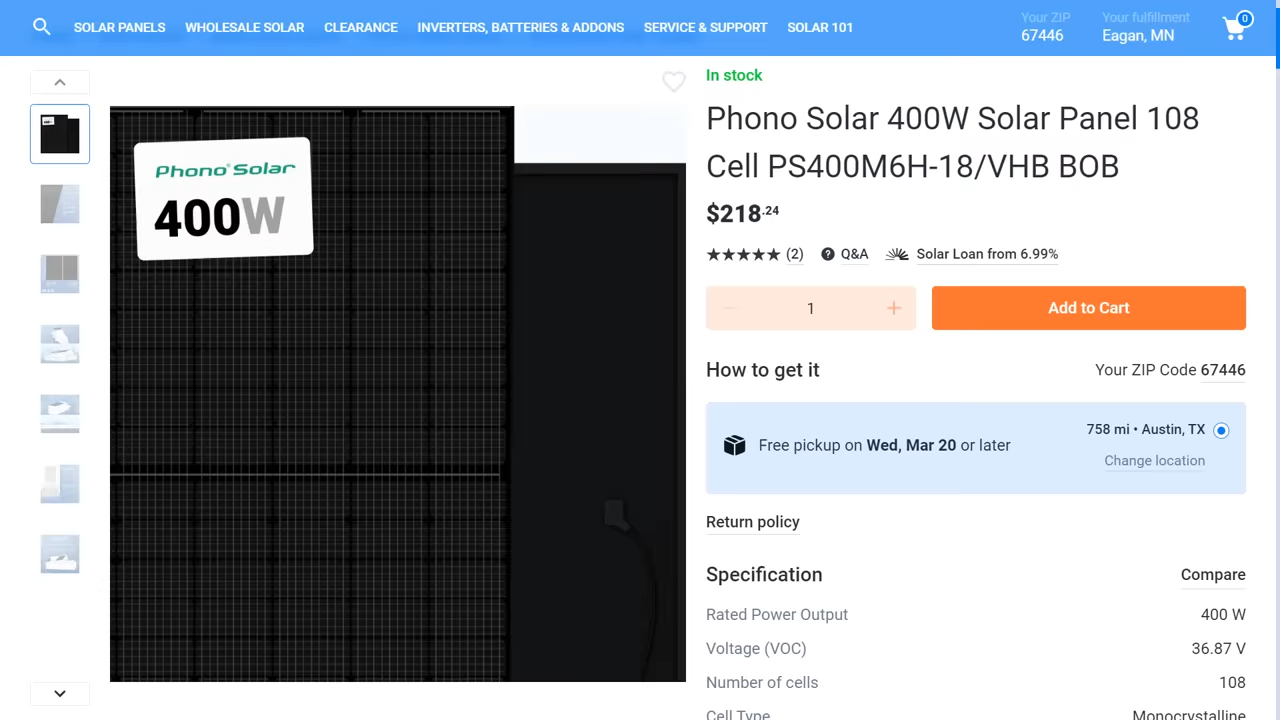 SOLAR PANELS WHOLESALE SOLAR CLEARANCE INVERTERS, BATTERIES & ADDONS SERVICE & SUPPORT SOLAR 101
Your ZIP
67446
Your fulfillment
Eagan, MN
0
Phono Solar
400W
In stock
Phono Solar 400W Solar Panel 108
Cell PS400M6H-18/VHB BOB
$218.24
★★★★★ (2) Q&A Solar Loan from 6.99%
1
Add to Cart
How to get it
Your ZIP Code 67446
Free pickup on Wed, Mar 20 or later
758 mi • Austin, TX
Change location
Return policy
Specification
Compare
Rated Power Output 400 W
Voltage (VOC) 36.87 V
Number of cells 108
Cell Type Monocrystalline